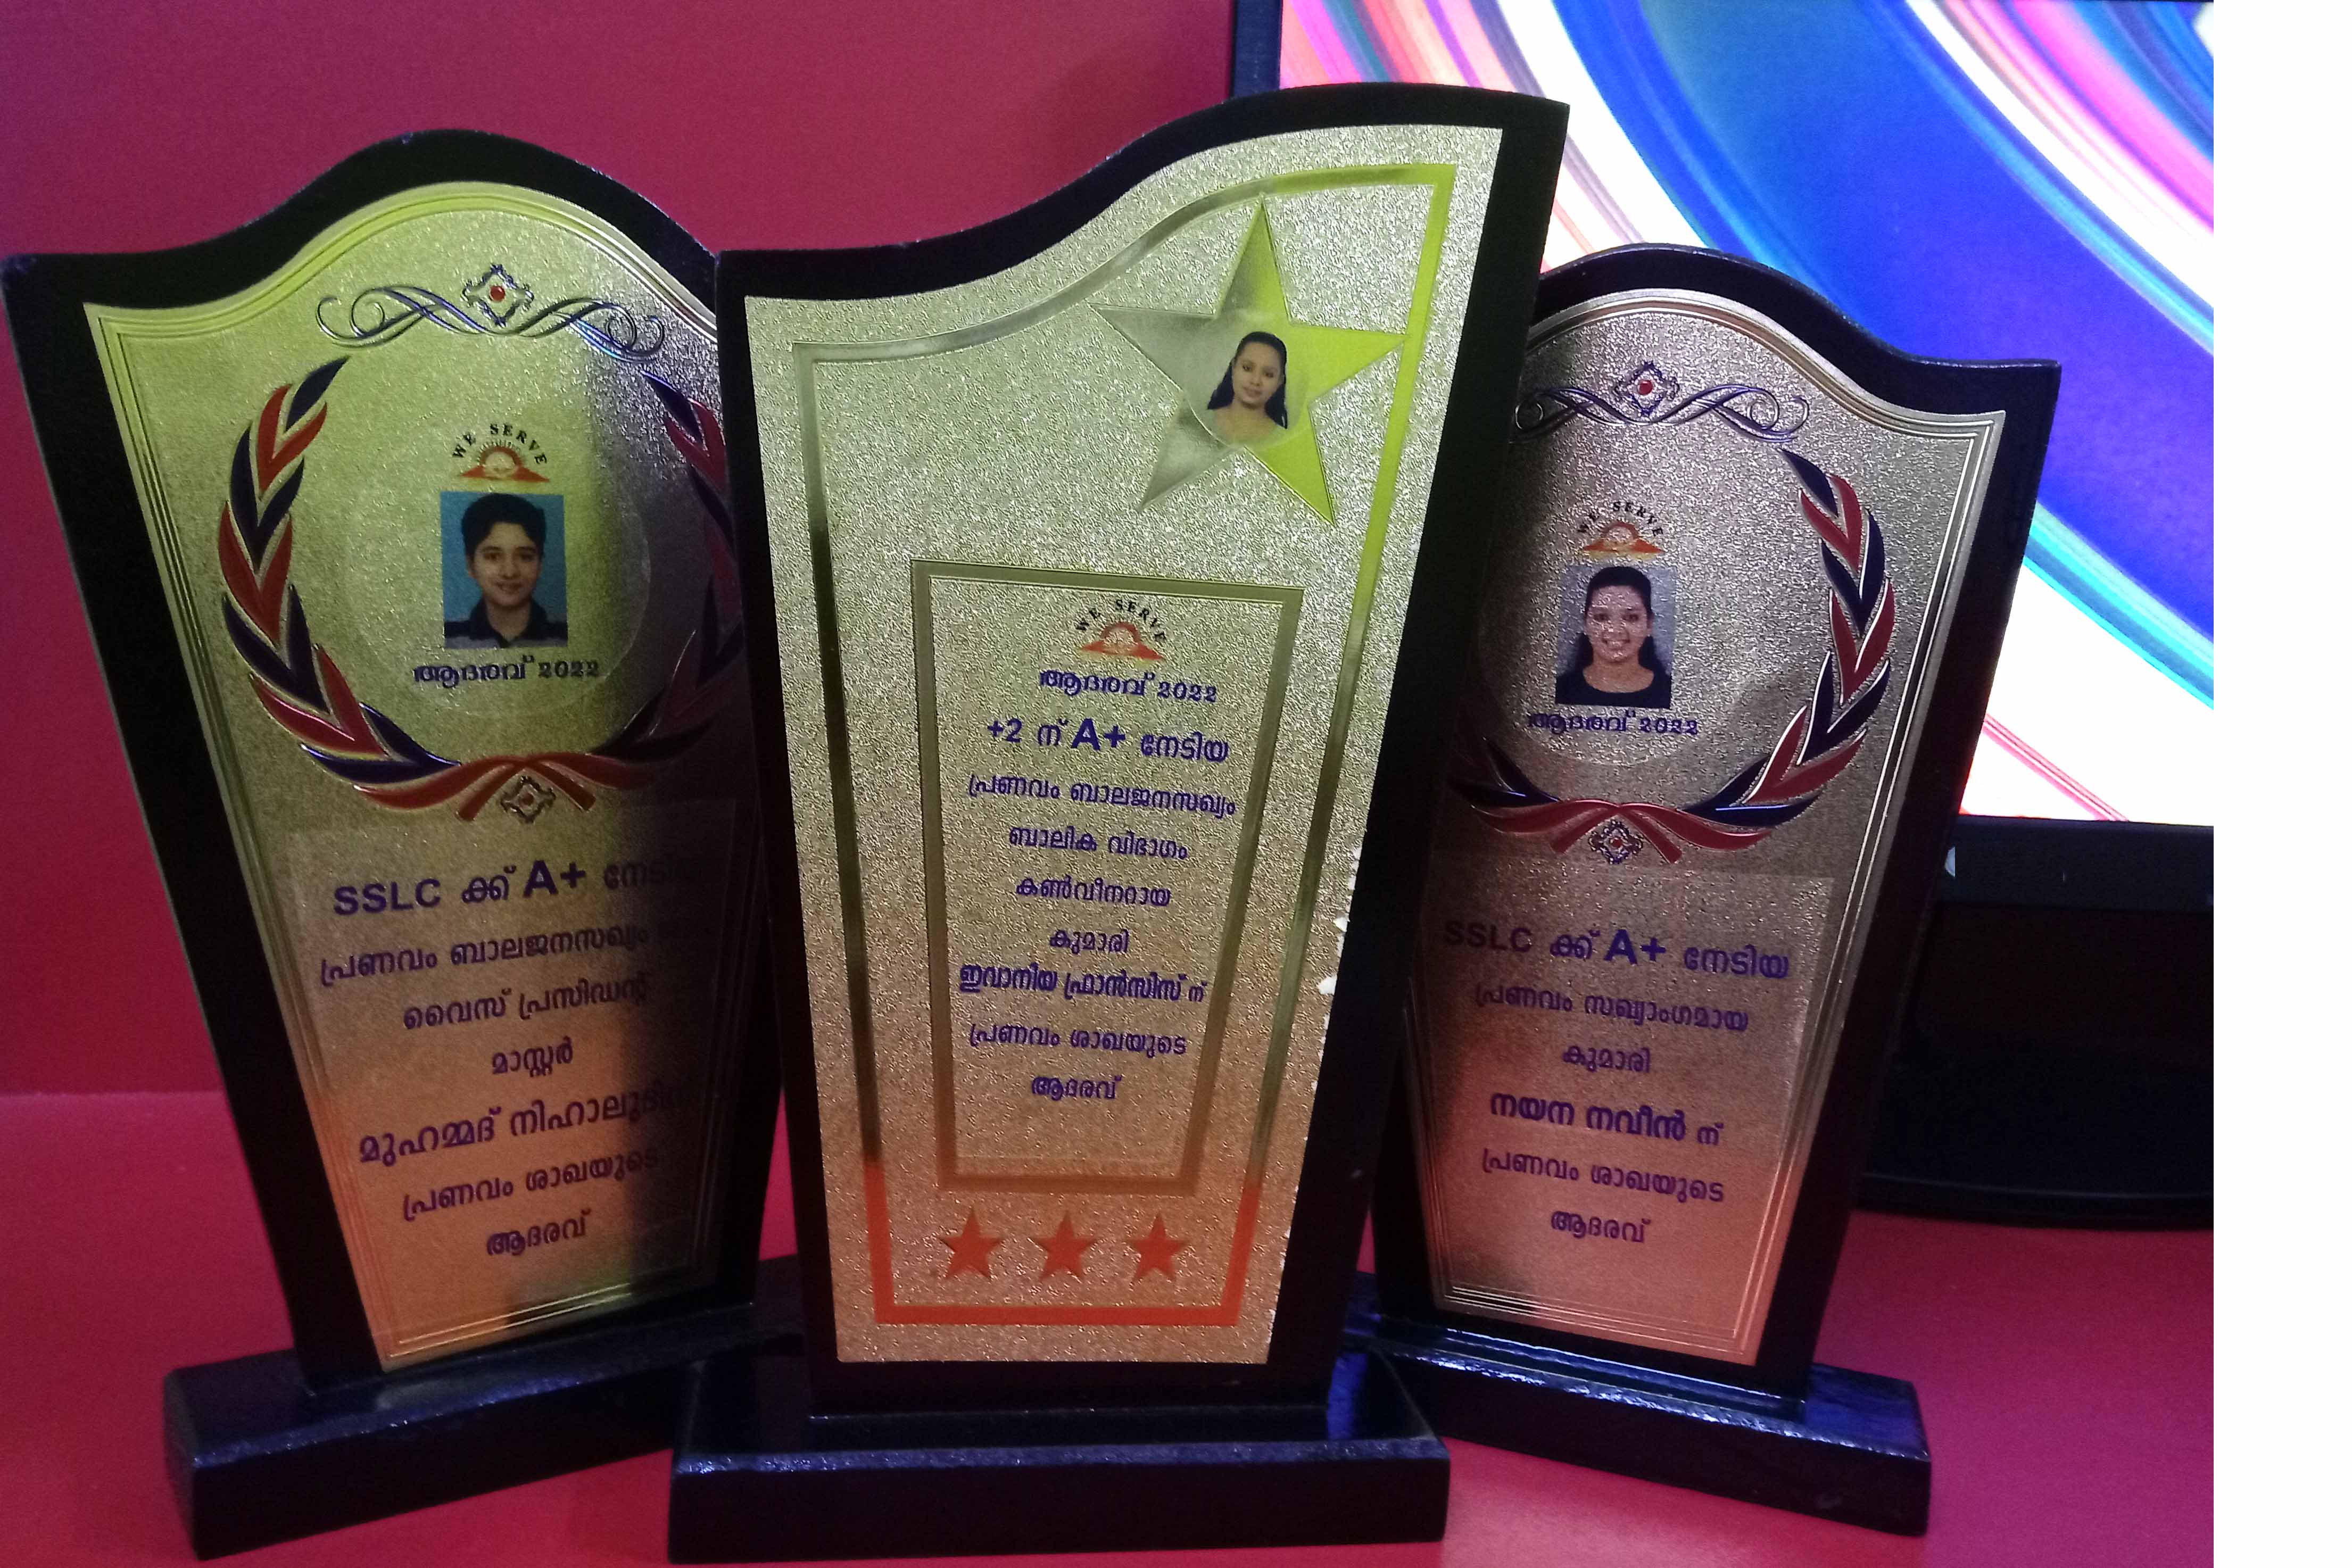 WE SERVE
ആദരവ് 2022
SSLC ക്ക് A+
പ്രണവം ബാലജനസഖ്യം
വൈസ് പ്രസിഡന്റ്
മാസ്റ്റർ
മുഹമ്മദ്
പ്രണവം ശാഖയുടെ
ആദരവ്
WE SERVE
ആദരവ് 2022
+2 ന് A+ നേടിയ
പ്രണവം ബാലജനസഖ്യം
ബാലിക വിഭാഗം
കൺവീനറായ
കുമാരി
ഇവാനിയ ഫ്രാൻസിസ് ന്
പ്രണവം ശാഖയുടെ
ആദരവ്
WE SERVE
ആദരവ് 2022
SSLC ക്ക് A+ നേടിയ
പ്രണവം സഖ്യാംഗമായ
കുമാരി
നയന നവീൻ ന്
പ്രണവം ശാഖയുടെ
ആദരവ്